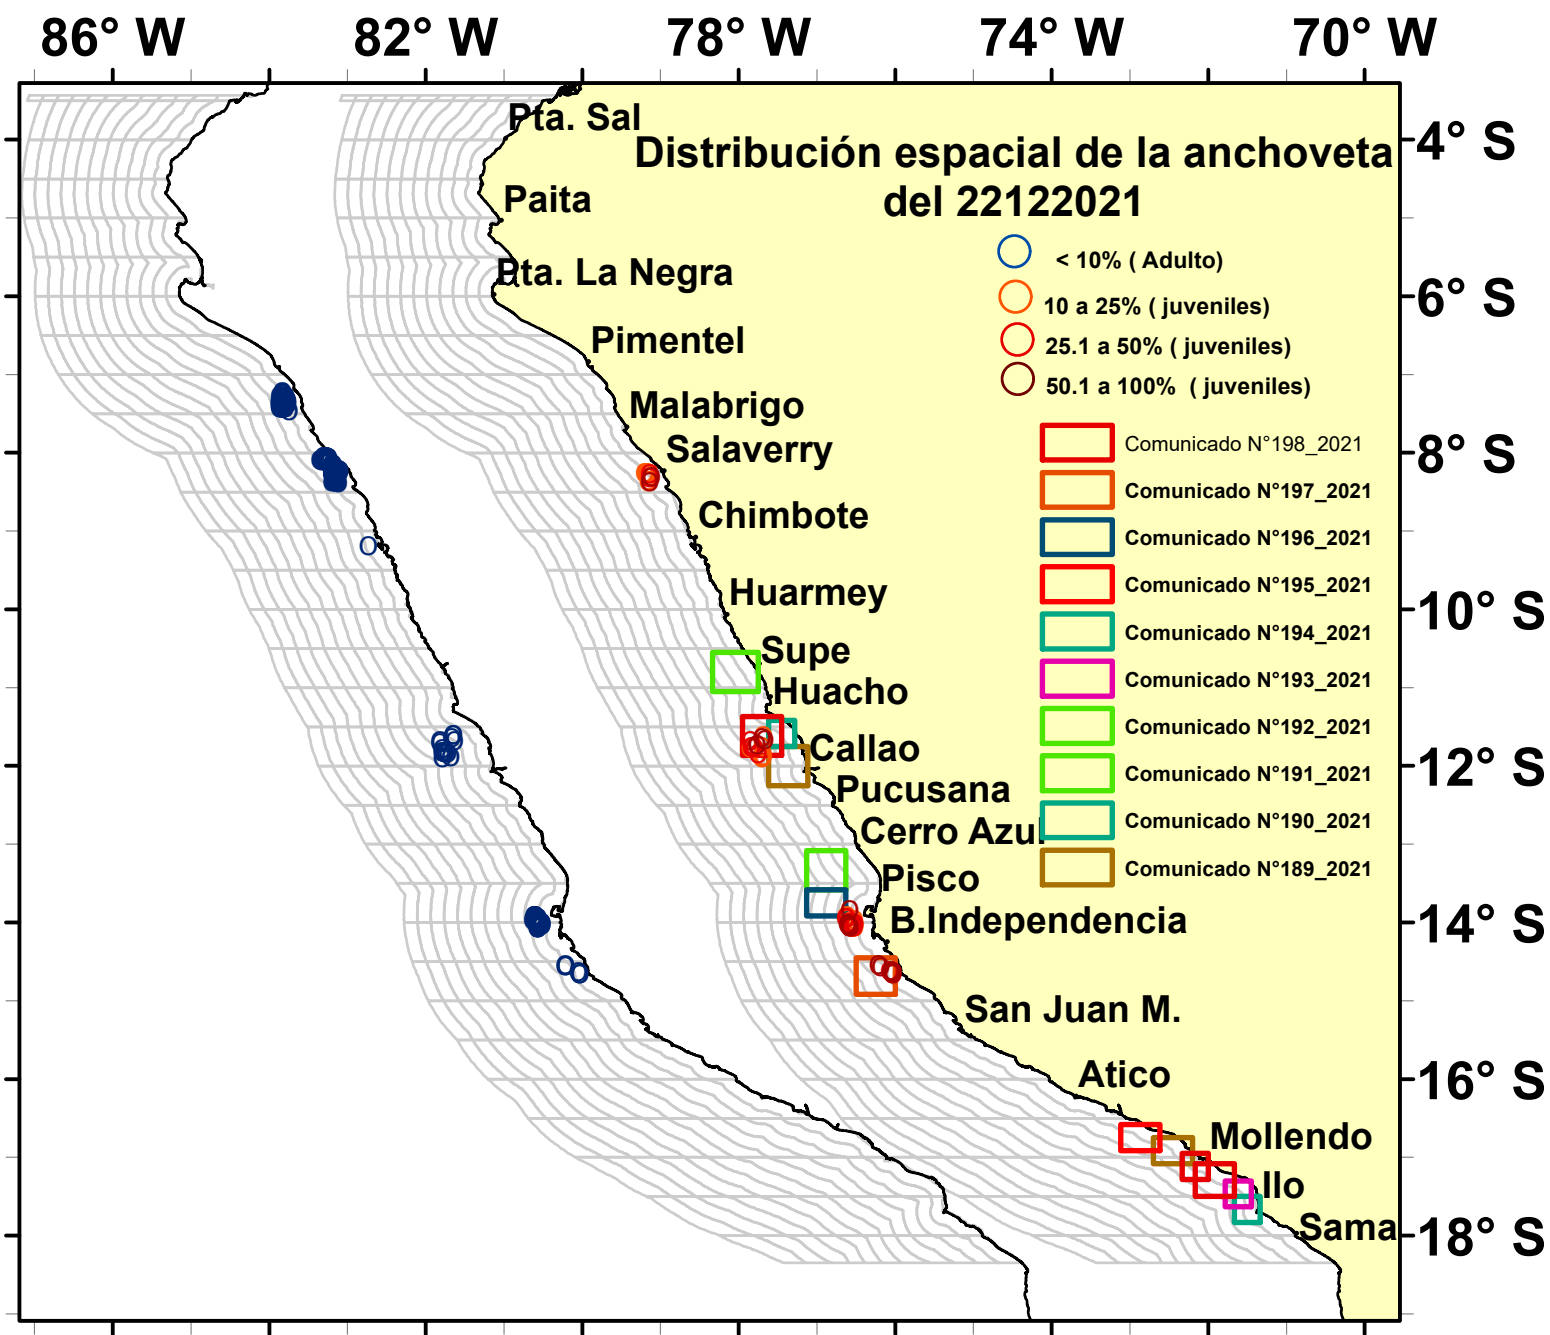 86° W 82° W 78° W 74° W 70° W
Pta. Sal
Distribución espacial de la anchoveta
del 22122021
4° S
Paita
< 10% ( Adulto)
Pta. La Negra
10 a 25% ( juveniles)
6° S
Pimentel
25.1 a 50% ( juveniles)
50.1 a 100% ( juveniles)
Malabrigo
Salaverry
Comunicado N°198_2021
8° S
Comunicado N°197_2021
Chimbote
Comunicado N°196_2021
Huarmey
Comunicado N°195_2021
10° S
Comunicado N°194_2021
Supe
Comunicado N°193_2021
Huacho
Comunicado N°192_2021
Callao
12° S
Comunicado N°191_2021
Pucusana
Comunicado N°190_2021
Cerro Azul
Comunicado N°189_2021
Pisco
B.Independencia
14° S
San Juan M.
Atico
16° S
Mollendo
Ilo
Sama
18° S